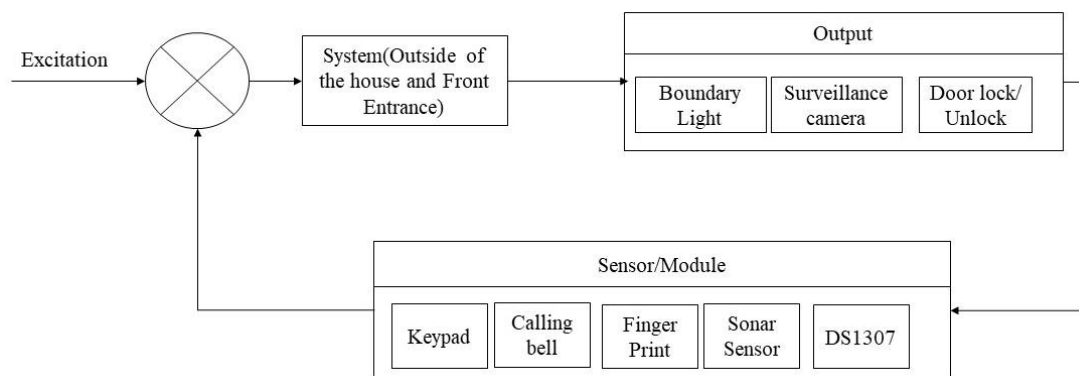 Excitation
System(Outside of
the house and Front
Entrance)
Output
Boundary
Light
Surveillance
camera
Door lock/
Unlock
Sensor/Module
Keypad
Calling
bell
Finger
Print
Sonar
Sensor
DS1307